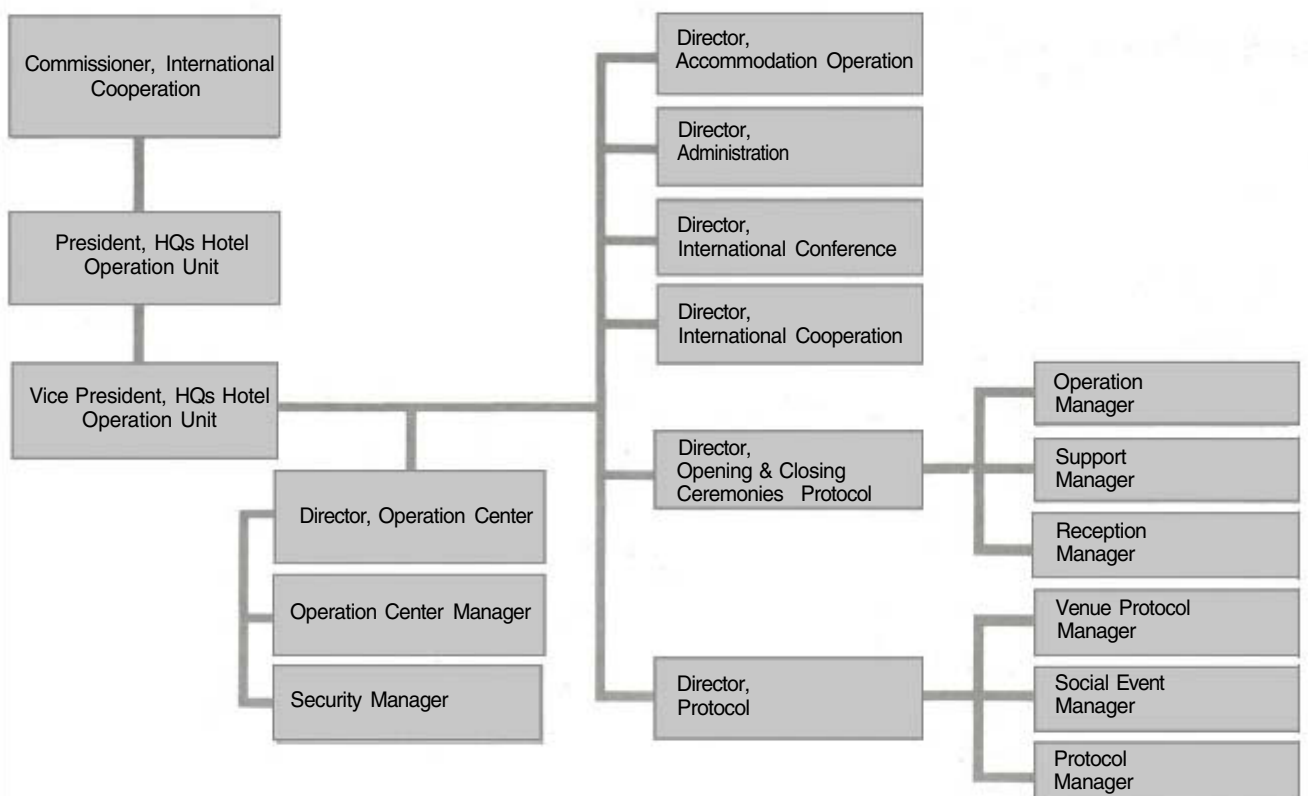 Commissioner, International
Cooperation
President, HQs Hotel
Operation Unit
Vice President, HQs Hotel
Operation Unit
Director, Operation Center
Operation Center Manager
Security Manager
Director,
Accommodation Operation
Director,
Administration
Director,
International Conference
Director,
International Cooperation
Director,
Opening & Closing
Ceremonies Protocol
Director,
Protocol
Operation
Manager
Support
Manager
Reception
Manager
Venue Protocol
Manager
Social Event
Manager
Protocol
Manager